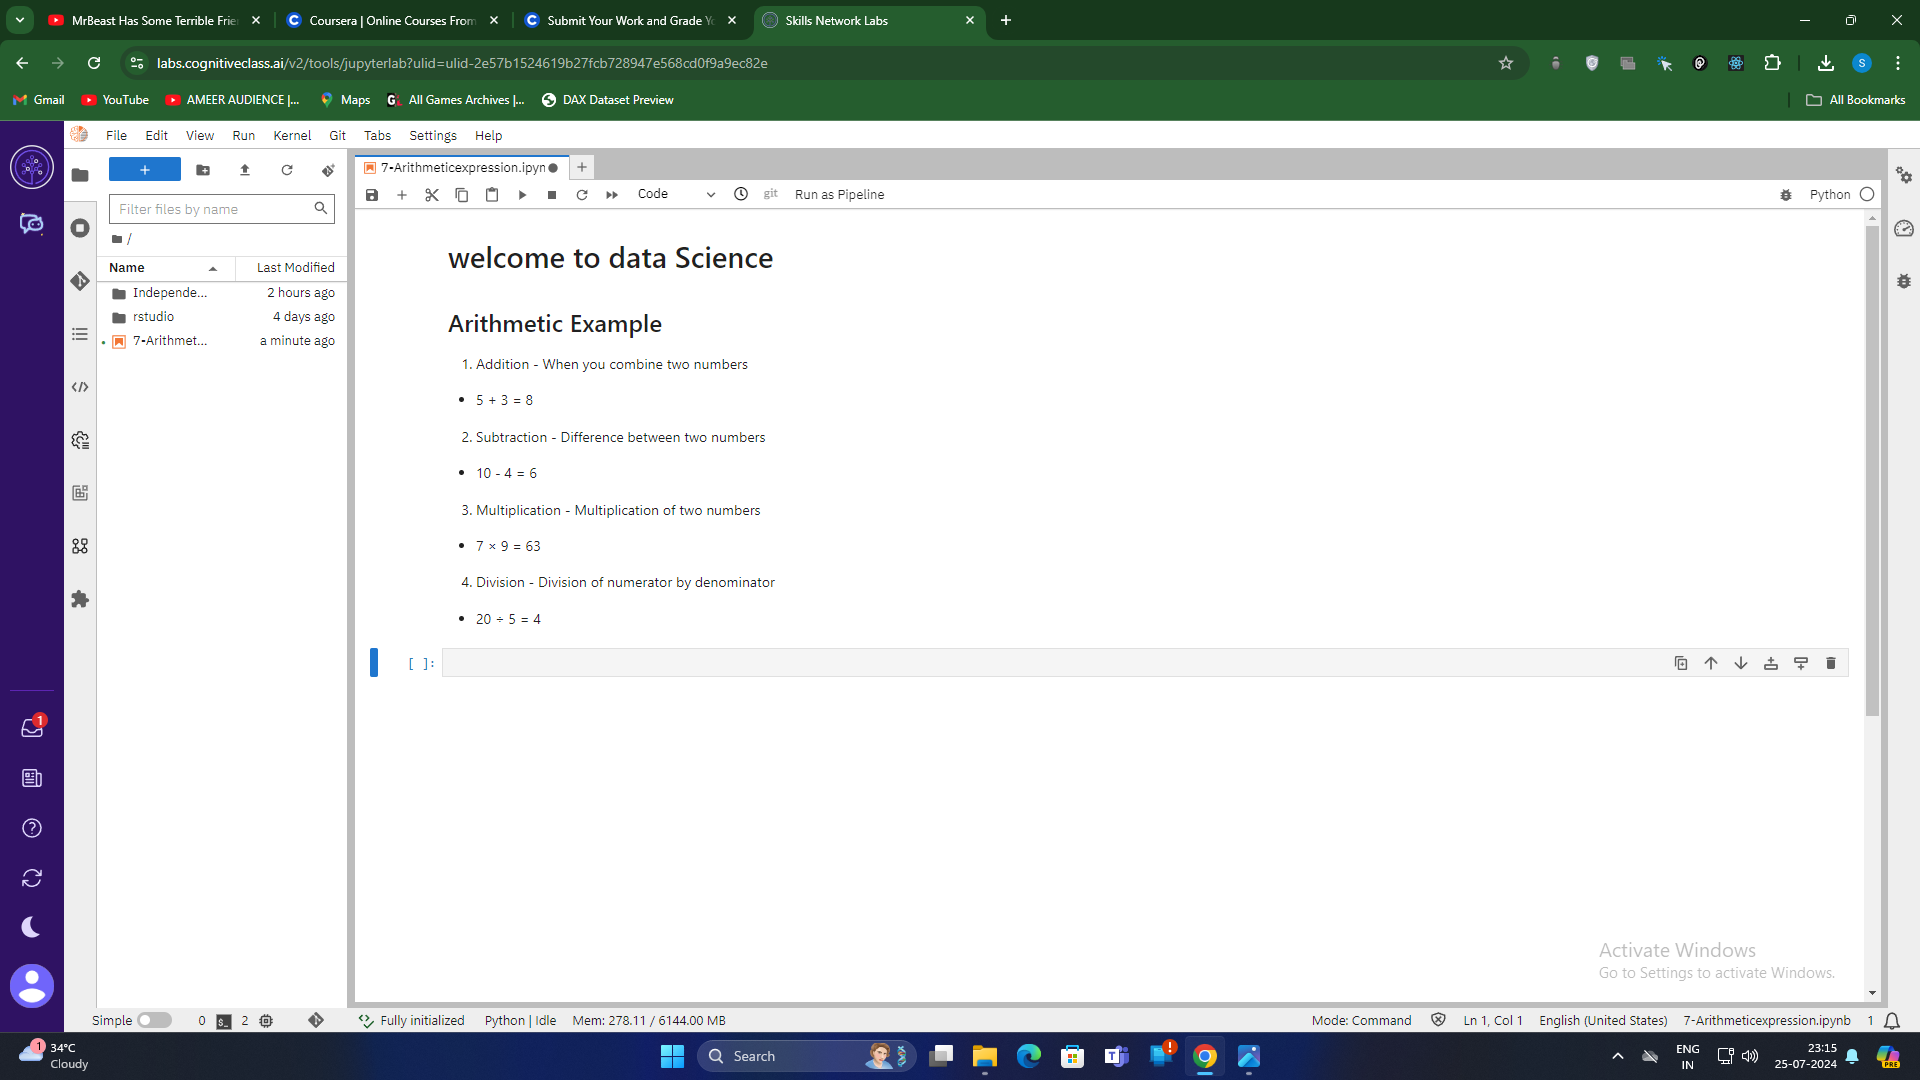 MrBeast Has Some Terrible Frie
Coursera | Online Courses From
Submit Your Work and Grade Yo
Skills Network Labs
labs.cognitiveclass.ai/v2/tools/jupyterlab?ulid=ulid-2e57b1524619b27fcb728947e568cd0f9a9ec82e
S
Gmail
YouTube
AMEER AUDIENCE |...
Maps
All Games Archives |...
DAX Dataset Preview
All Bookmarks
File Edit View Run Kernel Git Tabs Settings Help
7-Arithmeticexpression.ipyn
Code
git
Run as Pipeline
Python
Filter files by name
/
Name
Last Modified
Independe... 2 hours ago
rstudio 4 days ago
7-Arithmet... a minute ago
welcome to data Science
Arithmetic Example
1. Addition - When you combine two numbers
• 5 + 3 = 8
2. Subtraction - Difference between two numbers
• 10 - 4 = 6
3. Multiplication - Multiplication of two numbers
• 7 × 9 = 63
4. Division - Division of numerator by denominator
• 20 ÷ 5 = 4
[ ]:
1
Activate Windows
Go to Settings to activate Windows.
Simple
0
2
Fully initialized
Python | Idle
Mem: 278.11 / 6144.00 MB
Mode: Command
Ln 1, Col 1
English (United States)
7-Arithmeticexpression.ipynb
1
1
34°C
Cloudy
Search
ENG
IN
23:15
25-07-2024
PRE